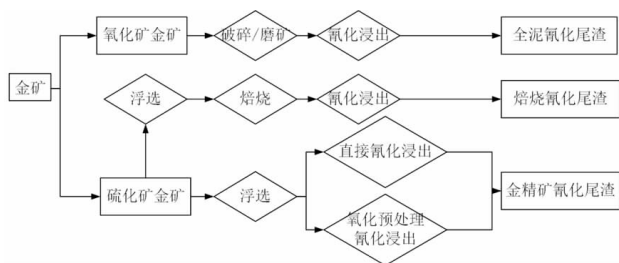 氧化矿金矿
破碎/磨矿
氰化浸出
全泥氰化尾渣
金矿
浮选
焙烧
氰化浸出
焙烧氰化尾渣
直接氰化浸出
硫化矿金矿
浮选
金精矿氰化尾渣
氧化预处理
氰化浸出